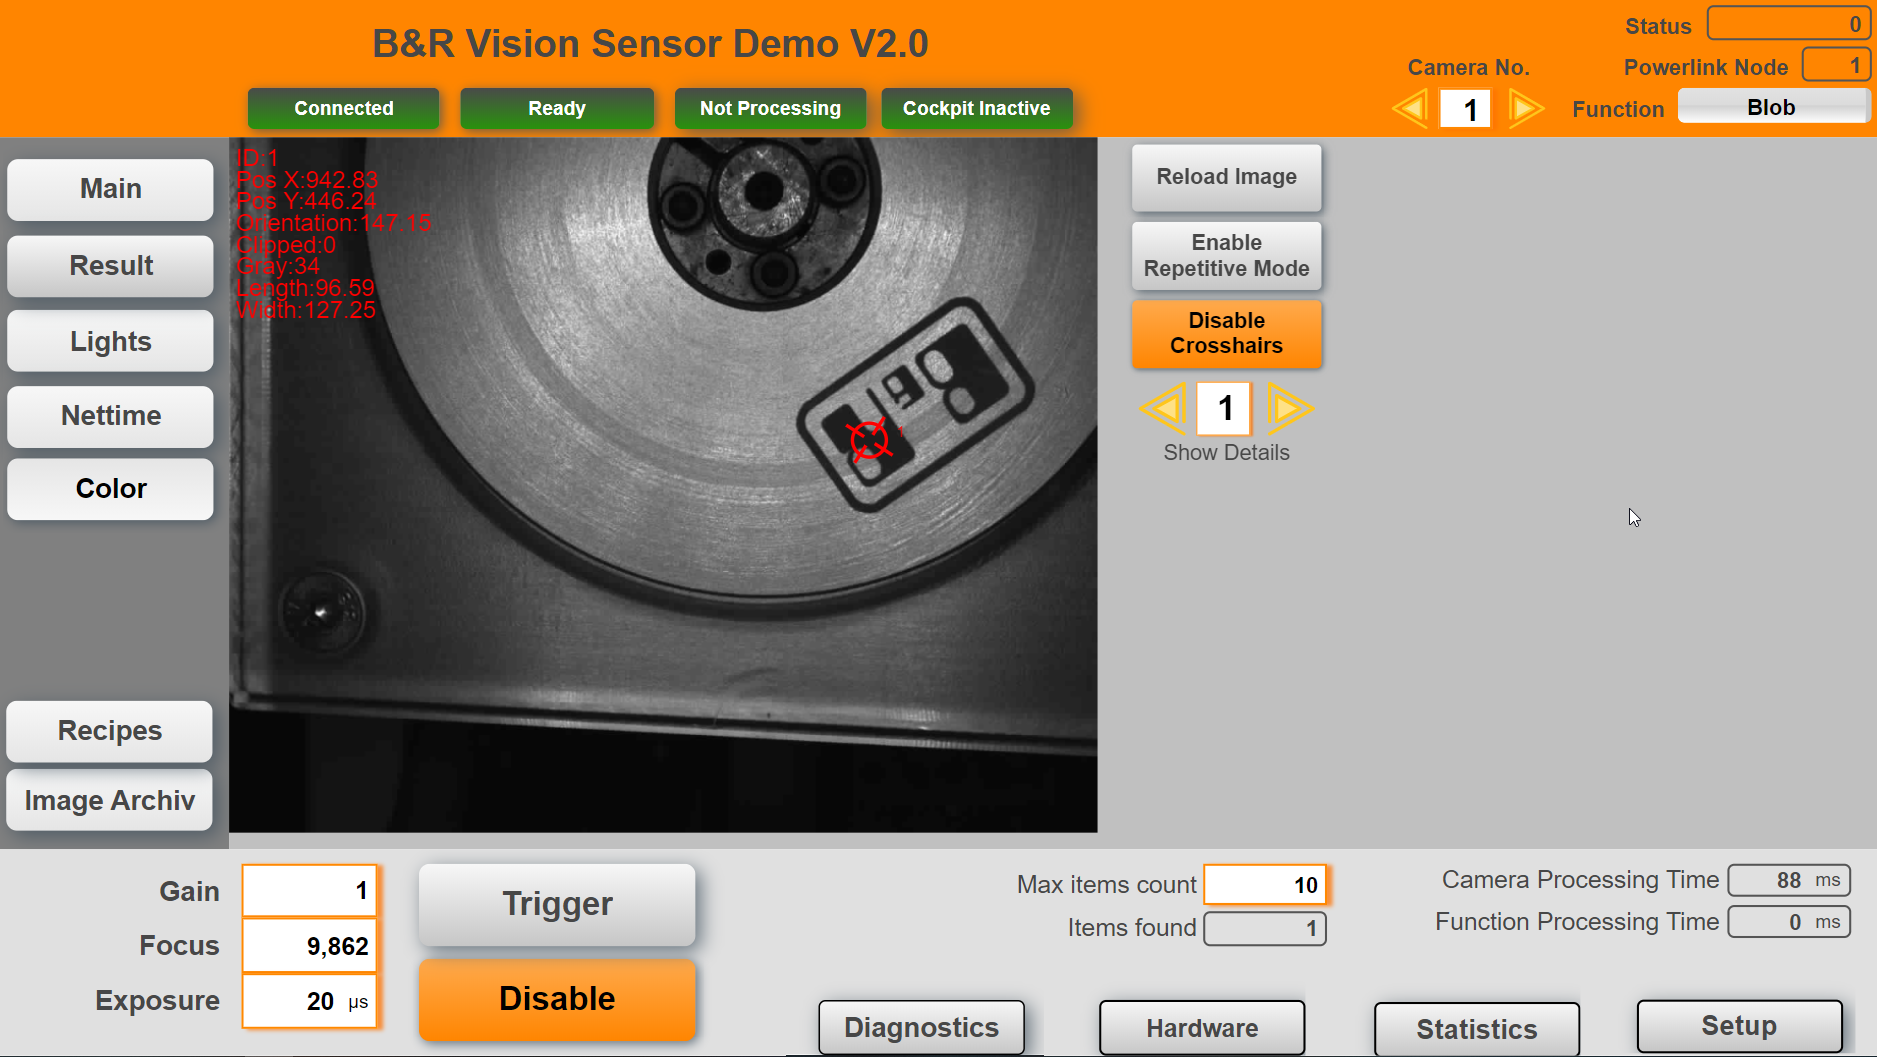 B&R Vision Sensor Demo V2.0
Status 0
Camera No.
Powerlink Node 1
Connected
Ready
Not Processing
Cockpit Inactive
1
Function Blob
Main
Result
Lights
Nettime
Color
Recipes
Image Archiv
ID:1
Pos X:942.83
Pos Y:446.24
Orientation:147.15
Clipped:0
Gray:34
Length:96.59
Width:127.25
1
Reload Image
Enable
Repetitive Mode
Disable
Crosshairs
1
Show Details
Gain 1
Focus 9,862
Exposure 20 µs
Trigger
Disable
Max items count 10
Items found 1
Camera Processing Time 88 ms
Function Processing Time 0 ms
Diagnostics
Hardware
Statistics
Setup